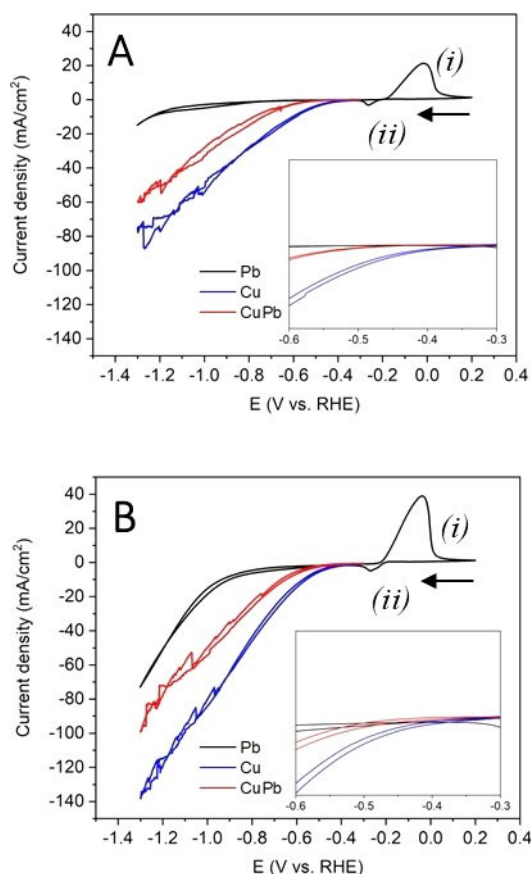 A
(i)
(ii)
40
20
0
-20
-40
-60
-80
-100
-120
-140
Current density (mA/cm²)
Pb
Cu
CuPb
-0.6 -0.5 -0.4 -0.3
-1.4 -1.2 -1.0 -0.8 -0.6 -0.4 -0.2 0.0 0.2 0.4
E (V vs. RHE)
B
(i)
(ii)
40
20
0
-20
-40
-60
-80
-100
-120
-140
Current density (mA/cm²)
Pb
Cu
CuPb
-0.6 -0.5 -0.4 -0.3
-1.4 -1.2 -1.0 -0.8 -0.6 -0.4 -0.2 0.0 0.2 0.4
E (V vs. RHE)